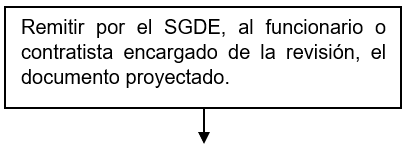 Remitir por el SGDE, al funcionario o
contratista encargado de la revisión, el
documento proyectado.